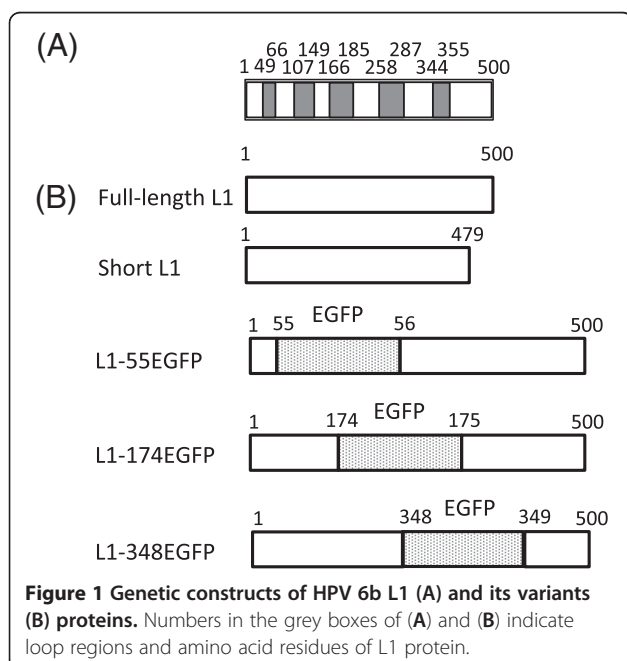 (A)
66 149 185 287 355
1 49 107 166 258 344 500
(B)
1 500
Full-length L1
1 479
Short L1
EGFP
1 55 56 500
L1-55EGFP
EGFP
1 174 175 500
L1-174EGFP
EGFP
1 348 349 500
L1-348EGFP
Figure 1 Genetic constructs of HPV 6b L1 (A) and its variants
(B) proteins. Numbers in the grey boxes of (A) and (B) indicate
loop regions and amino acid residues of L1 protein.